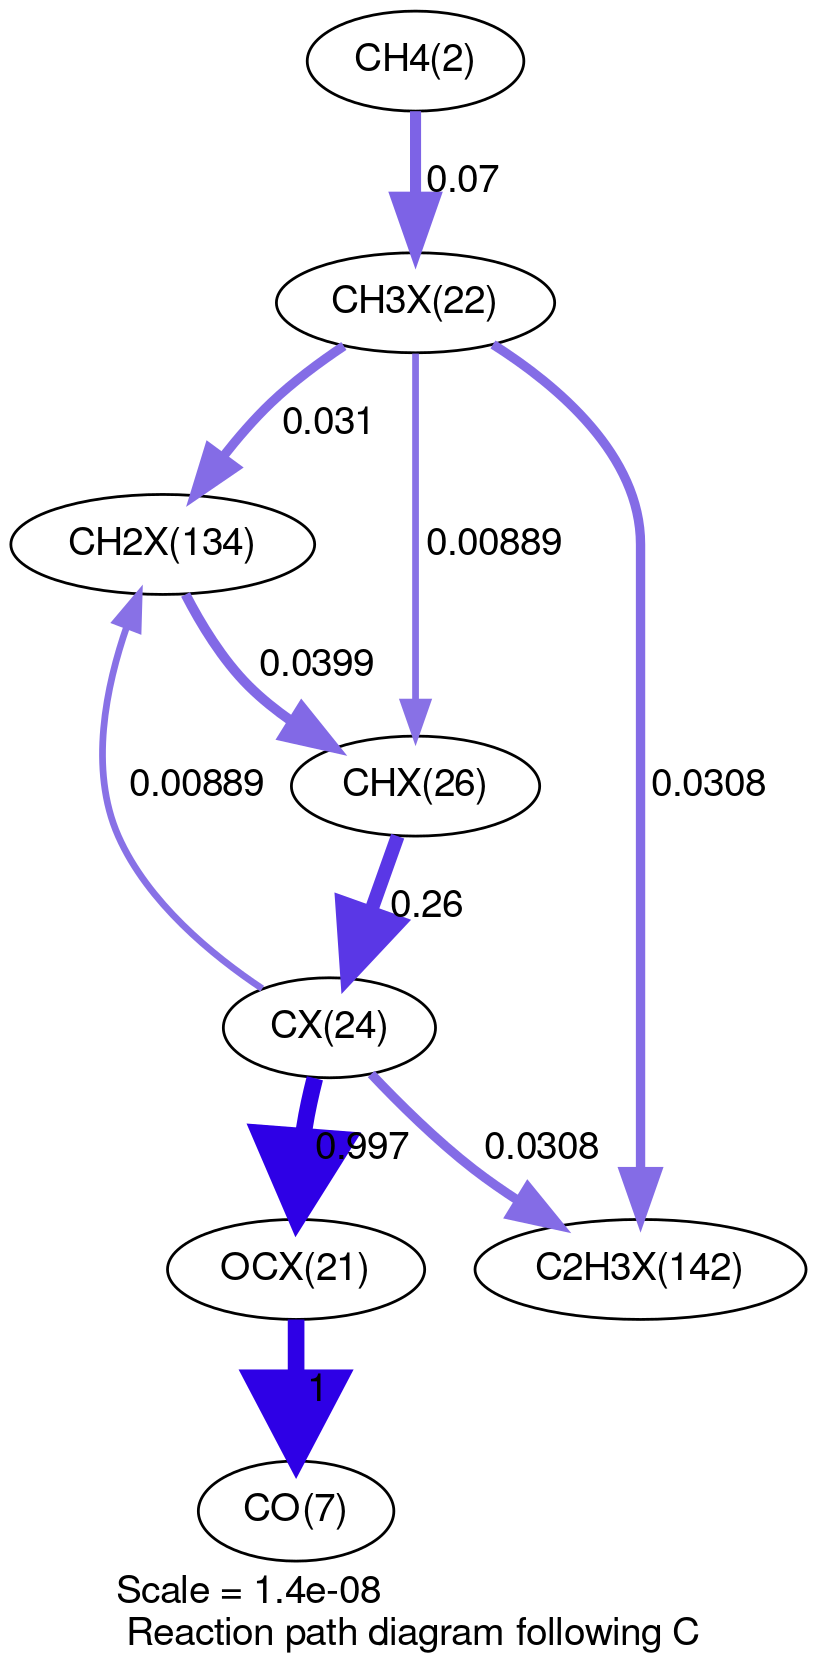 CH4(2)
0.07
CH3X(22)
0.031
CH2X(134)
0.00889
0.0399
0.00889
CHX(26)
0.0308
0.26
CX(24)
0.997
0.0308
OCX(21)
C2H3X(142)
1
CO(7)
Scale = 1.4e-08
Reaction path diagram following C